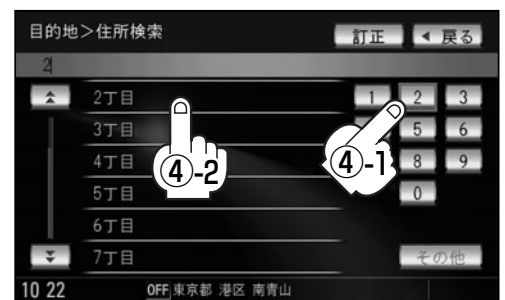 目的地>住所検索 訂正 戻る
2
2丁目 1 2 3
3丁目 5 6
4丁目 8 9
5丁目 0
6丁目
7丁目 その他
④-2 ④-1
10 22 OFF 東京都 港区 南青山